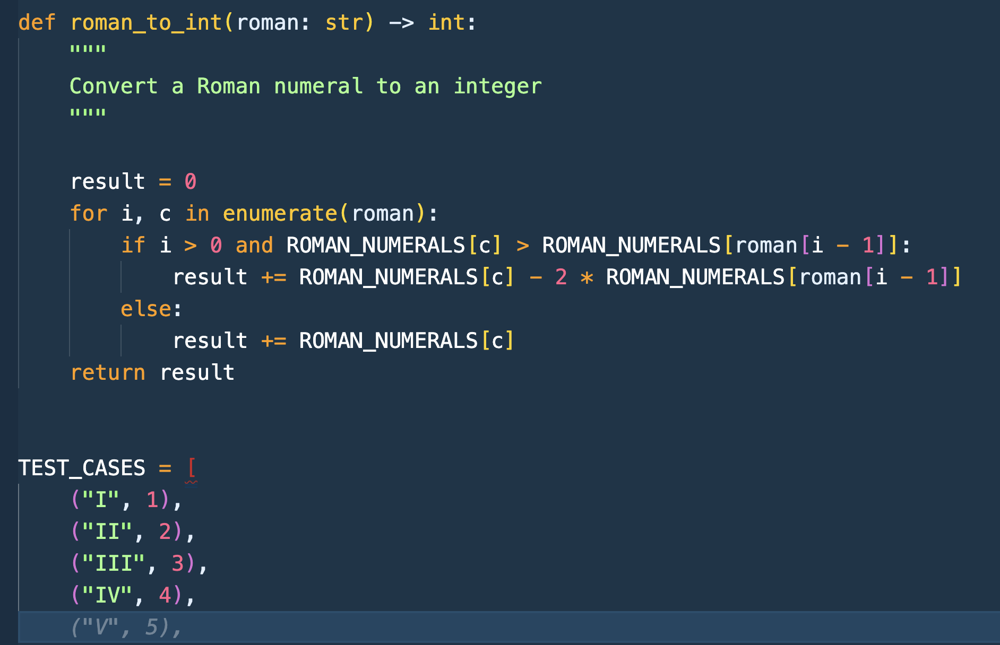 def roman_to_int(roman: str) -> int:
    """
    Convert a Roman numeral to an integer
    """
    result = 0
    for i, c in enumerate(roman):
        if i > 0 and ROMAN_NUMERALS[c] > ROMAN_NUMERALS[roman[i - 1]]:
            result += ROMAN_NUMERALS[c] - 2 * ROMAN_NUMERALS[roman[i - 1]]
        else:
            result += ROMAN_NUMERALS[c]
    return result
TEST_CASES = [
    ("I", 1),
    ("II", 2),
    ("III", 3),
    ("IV", 4),
    ("V", 5),